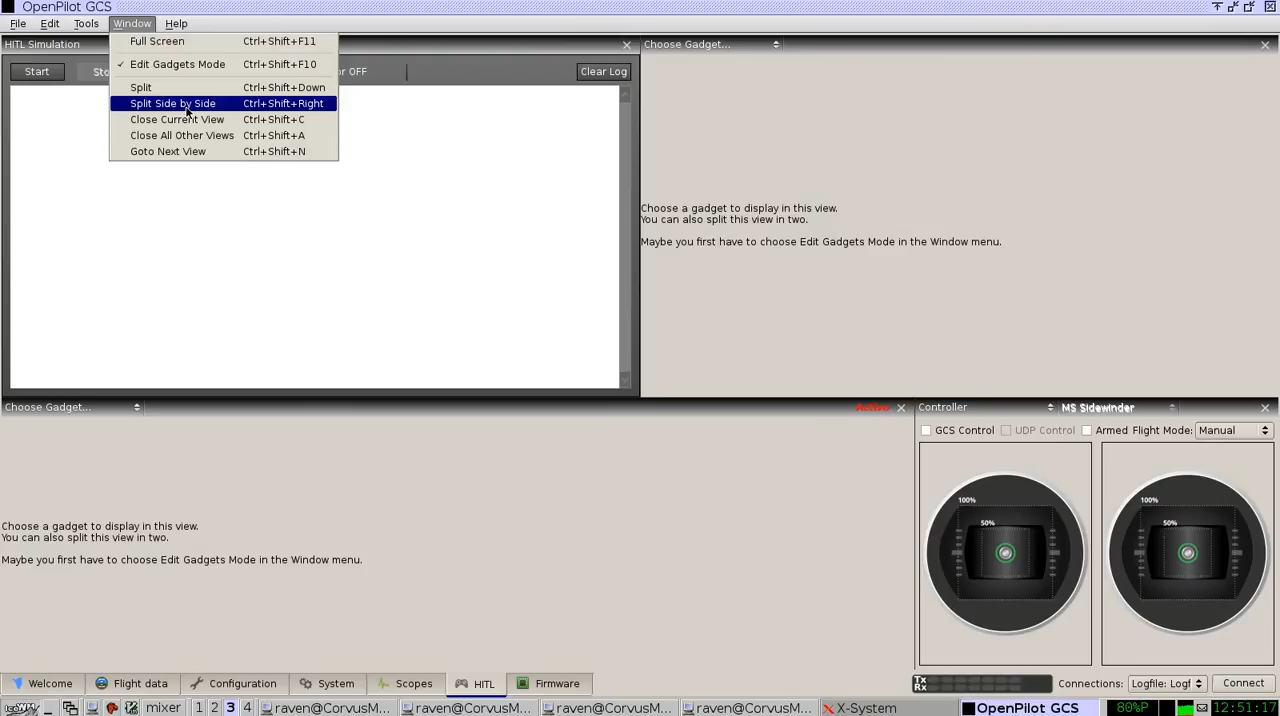 OpenPilot GCS
File Edit Tools Window Help
HITL Simulation
Choose Gadget...
Full Screen Ctrl+Shift+F11
✓ Edit Gadgets Mode Ctrl+Shift+F10
Split Ctrl+Shift+Down
Split Side by Side Ctrl+Shift+Right
Close Current View Ctrl+Shift+C
Close All Other Views Ctrl+Shift+A
Goto Next View Ctrl+Shift+N
Start Sto or OFF Clear Log
Choose a gadget to display in this view.
You can also split this view in two.
Maybe you first have to choose Edit Gadgets Mode in the Window menu.
Choose Gadget... Active
Controller MS Sidewinder
GCS Control UDP Control Armed Flight Mode: Manual
100%
50%
100%
50%
Choose a gadget to display in this view.
You can also split this view in two.
Maybe you first have to choose Edit Gadgets Mode in the Window menu.
Welcome Flight data Configuration System Scopes HITL Firmware
Tx
Rx
Connections: Logfile: Logf Connect
mixer 1 2 3 4 raven@CorvusM... raven@CorvusM... raven@CorvusM... raven@CorvusM... X-System OpenPilot GCS 80%P 12:51:17